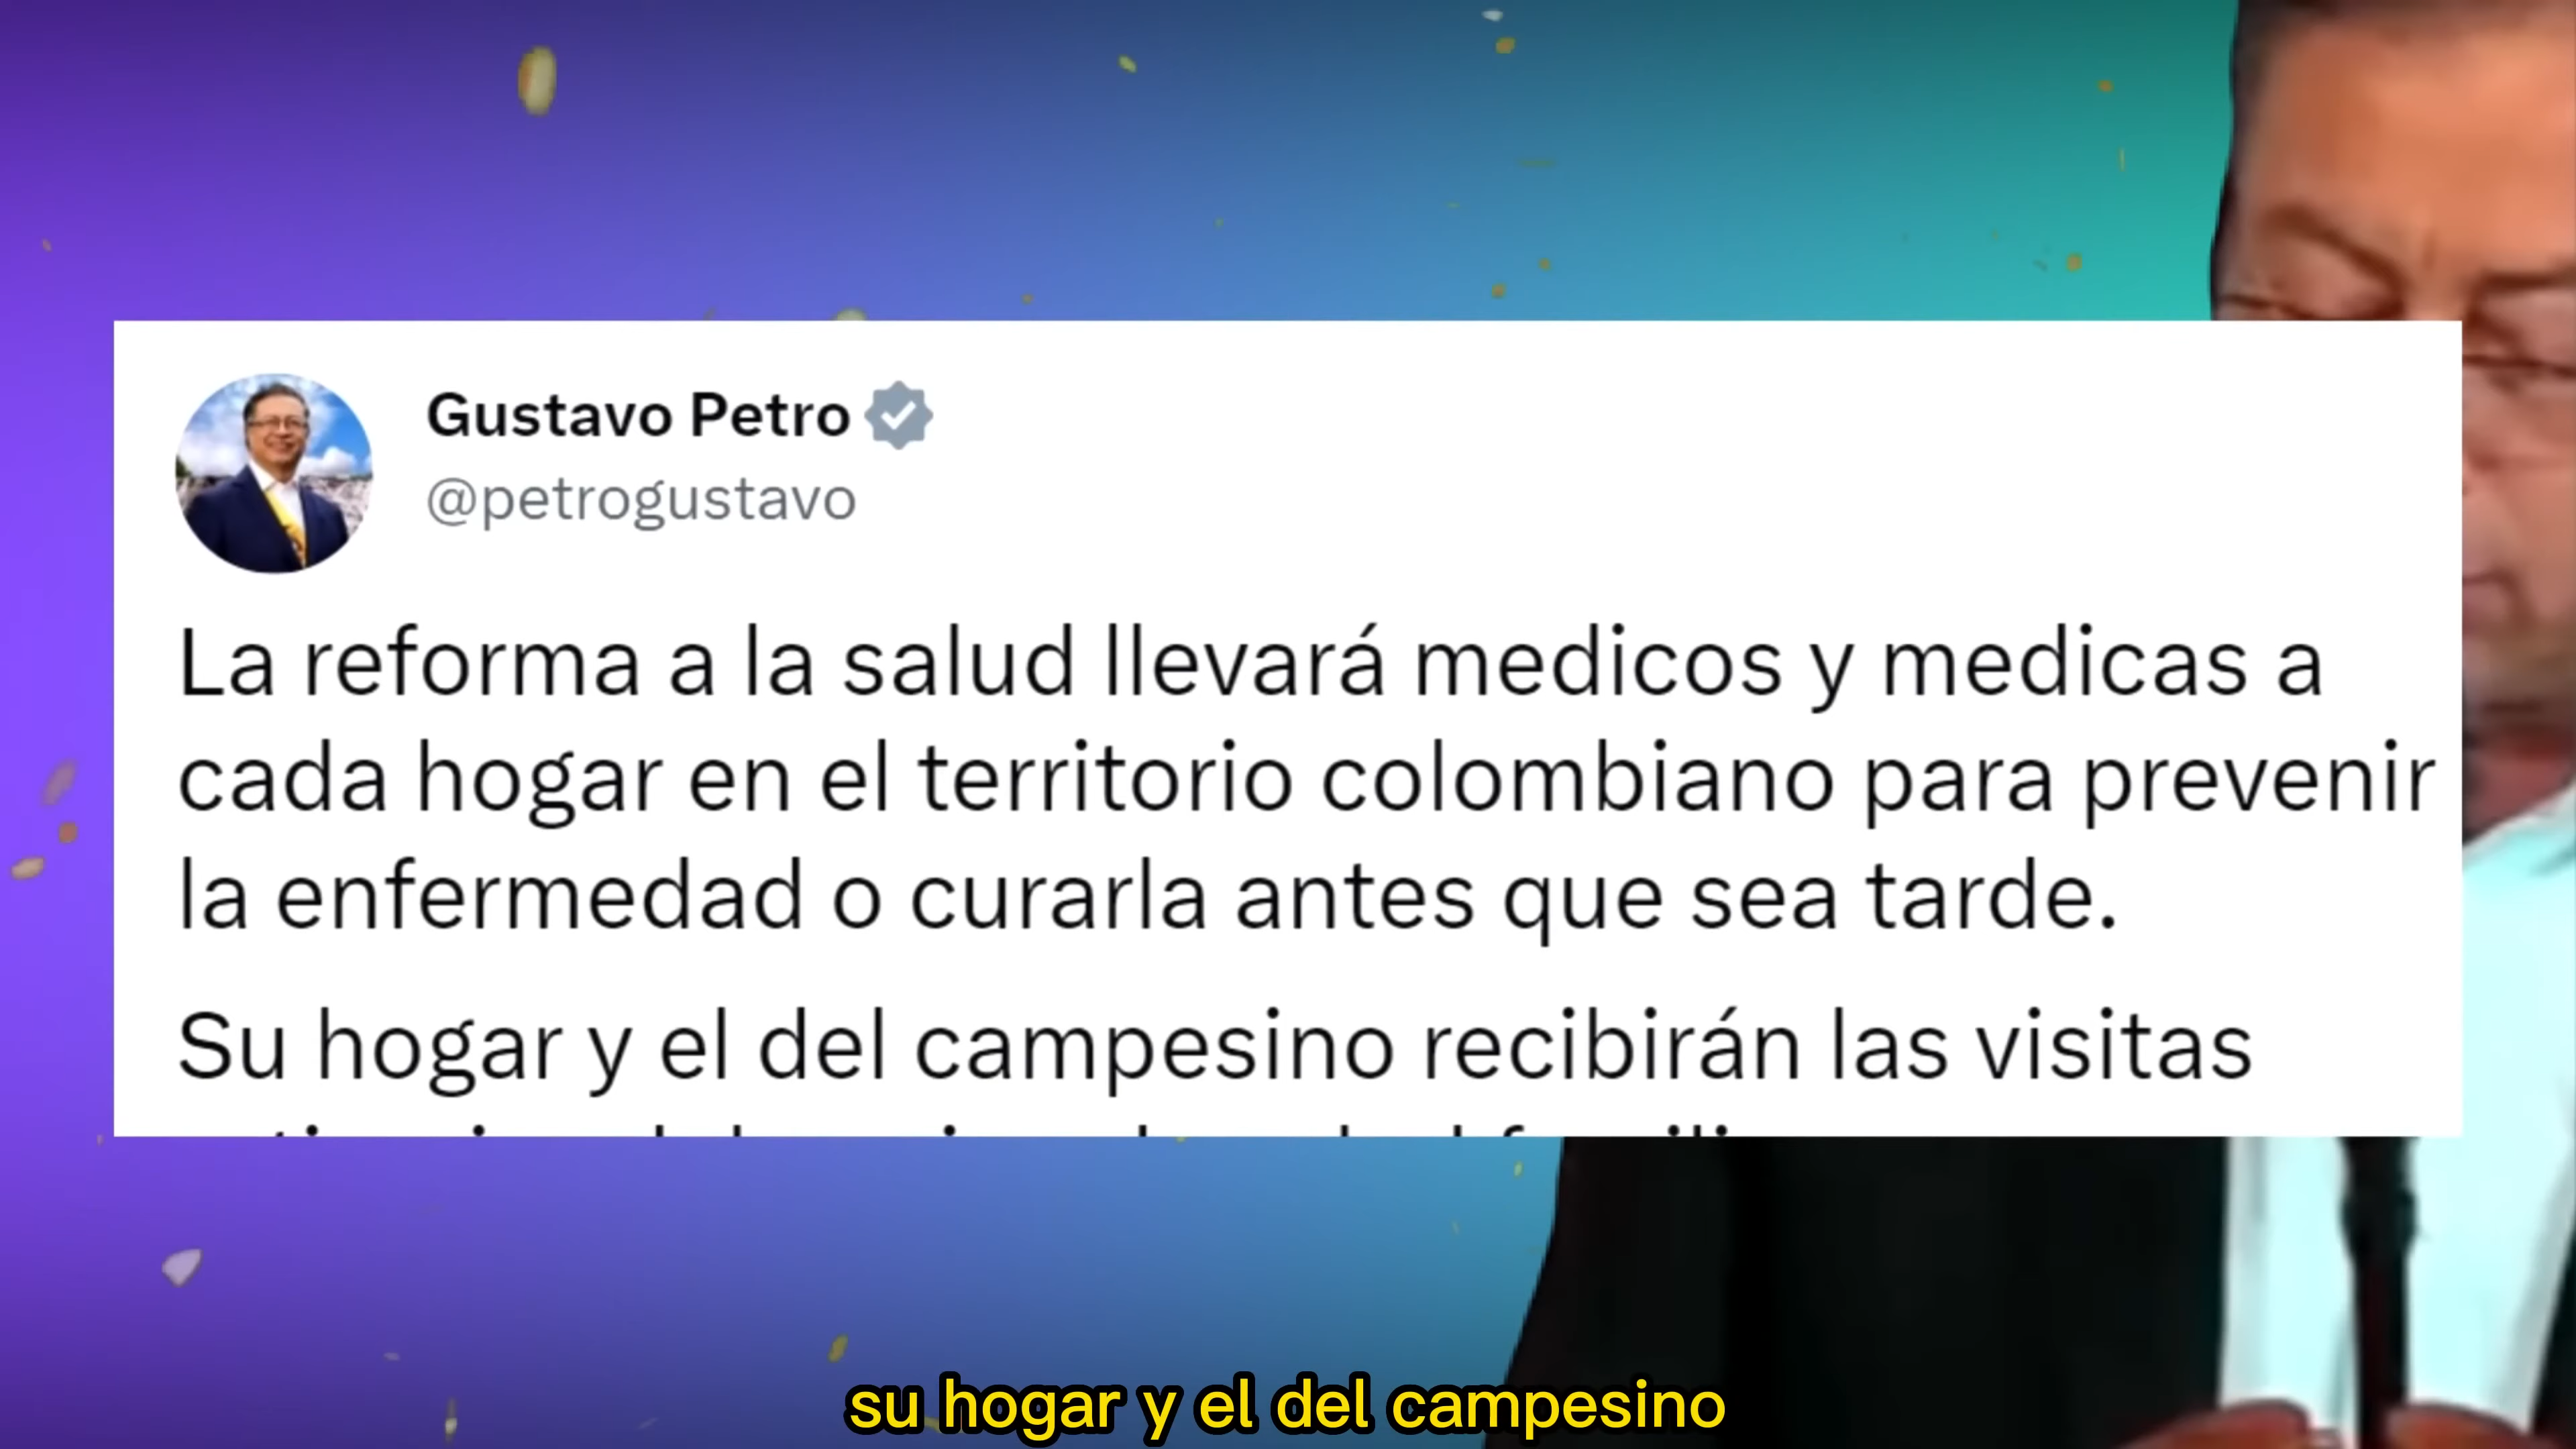 Gustavo Petro
@petrogustavo
La reforma a la salud llevará medicos y medicas a
cada hogar en el territorio colombiano para prevenir
la enfermedad o curarla antes que sea tarde.
Su hogar y el del campesino recibirán las visitas
su hogar y el del campesino